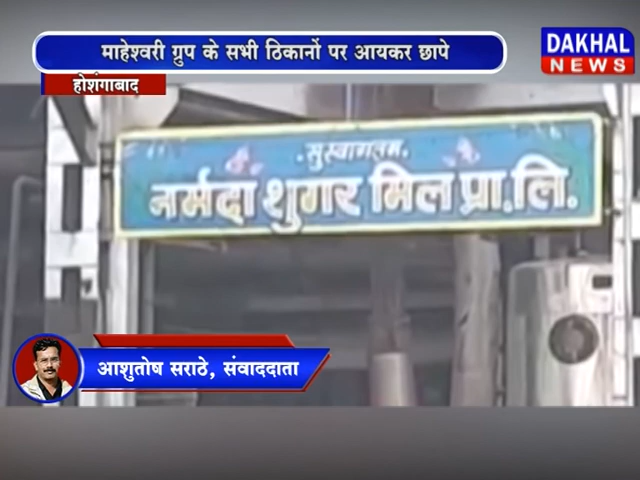 माहेश्वरी ग्रुप के सभी ठिकानों पर आयकर छापे
DAKHAL
NEWS
होशंगाबाद
सुस्वागतम
नर्मदा शुगर मिल प्रा.लि.
आशुतोष सराठे, संवाददाता